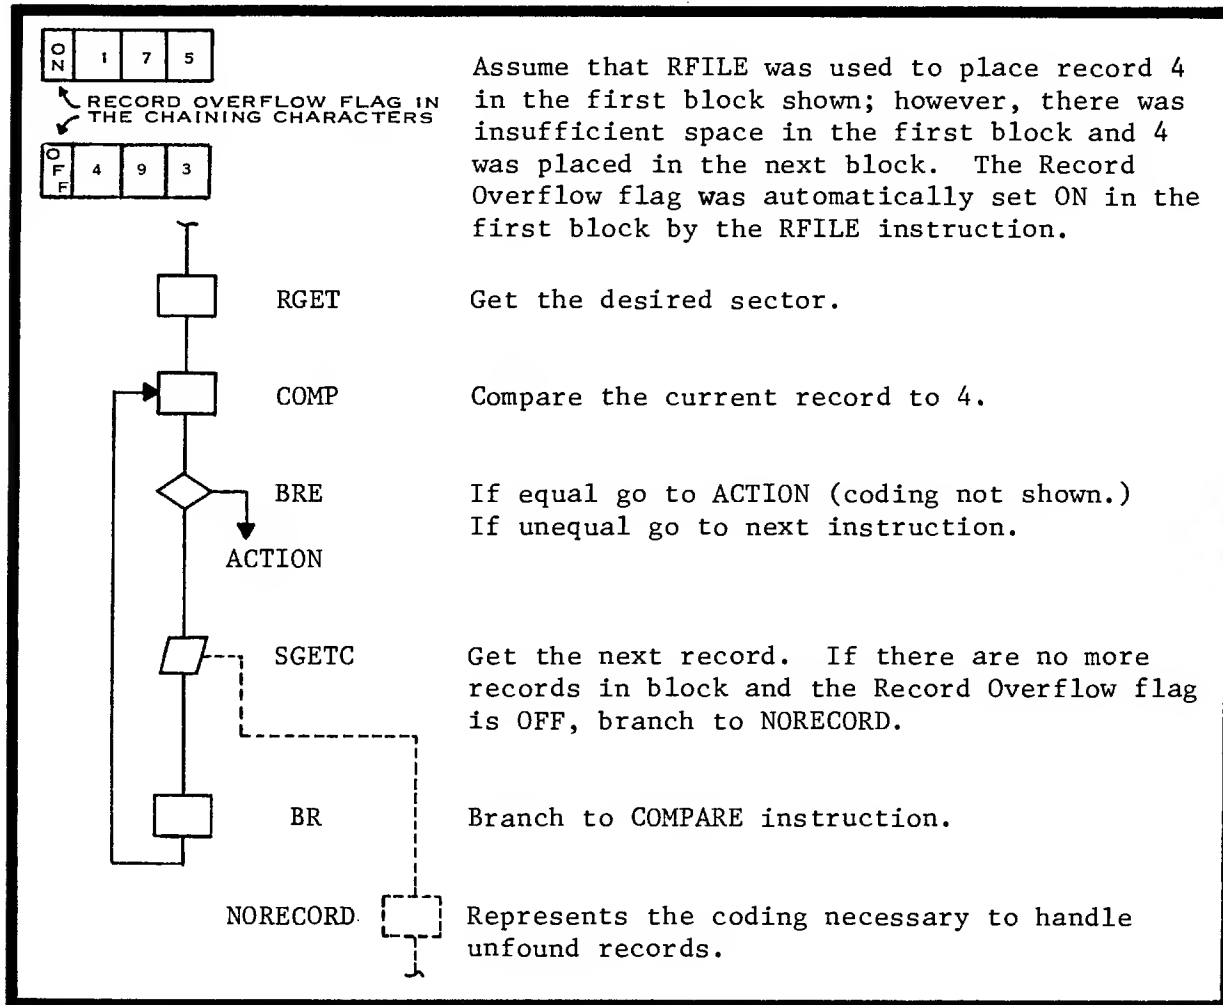 ON 1 7 5
RECORD OVERFLOW FLAG IN
THE CHAINING CHARACTERS
OFF 4 9 3
Assume that RFILE was used to place record 4
in the first block shown; however, there was
insufficient space in the first block and 4
was placed in the next block. The Record
Overflow flag was automatically set ON in the
first block by the RFILE instruction.
RGET Get the desired sector.
COMP Compare the current record to 4.
BRE If equal go to ACTION (coding not shown.)
If unequal go to next instruction.
ACTION
SGETC Get the next record. If there are no more
records in block and the Record Overflow flag
is OFF, branch to NORECORD.
BR Branch to COMPARE instruction.
NORECORD Represents the coding necessary to handle
unfound records.